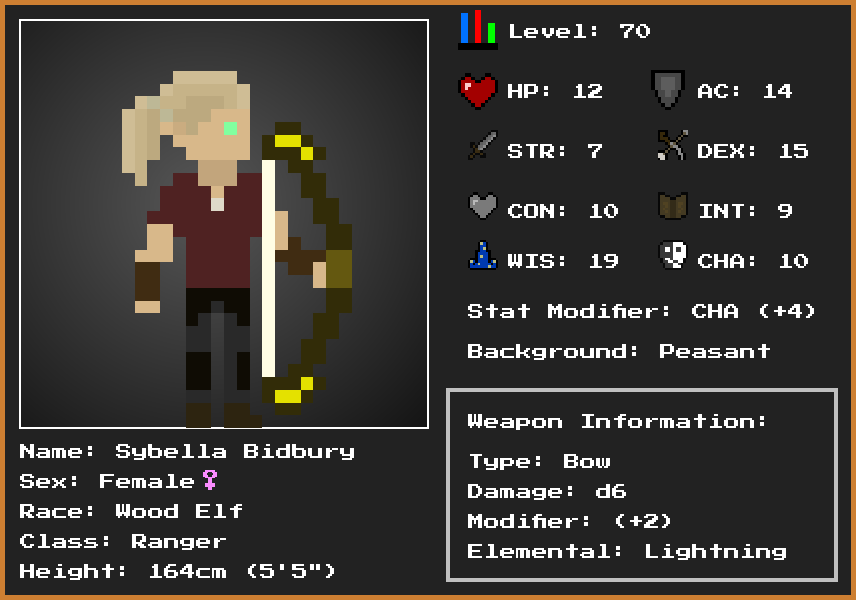 Level: 70
HP: 12
AC: 14
STR: 7
DEX: 15
CON: 10
INT: 9
WIS: 19
CHA: 10
Stat Modifier: CHA (+4)
Background: Peasant
Weapon Information:
Type: Bow
Damage: d6
Modifier: (+2)
Elemental: Lightning
Name: Sybella Bidbury
Sex: Female♀
Race: Wood Elf
Class: Ranger
Height: 164cm (5'5")